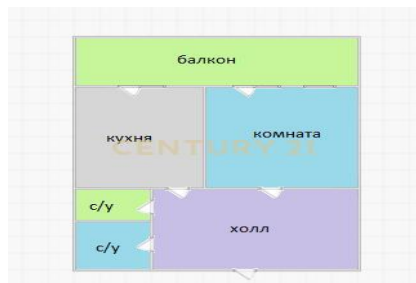 балкон
кухня
комната
CENTURY 21
с/у
холл
с/у